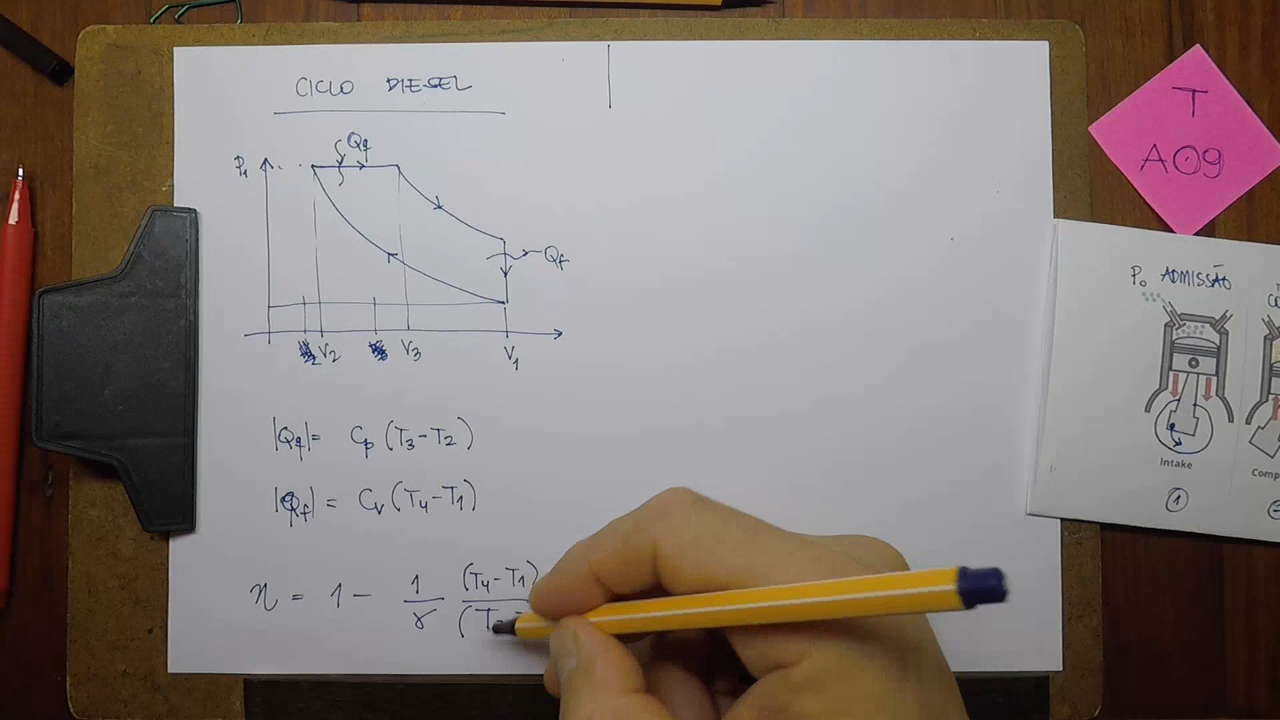 CICLO DIESEL
Qq
P1
Qf
V2 V3 V1
|Qq| = Cp (T3-T2)
|Qf| = Cv (T4-T1)
η = 1 - 1/γ (T4-T1)
T
A09
P0 ADMISSÃO
Intake
1